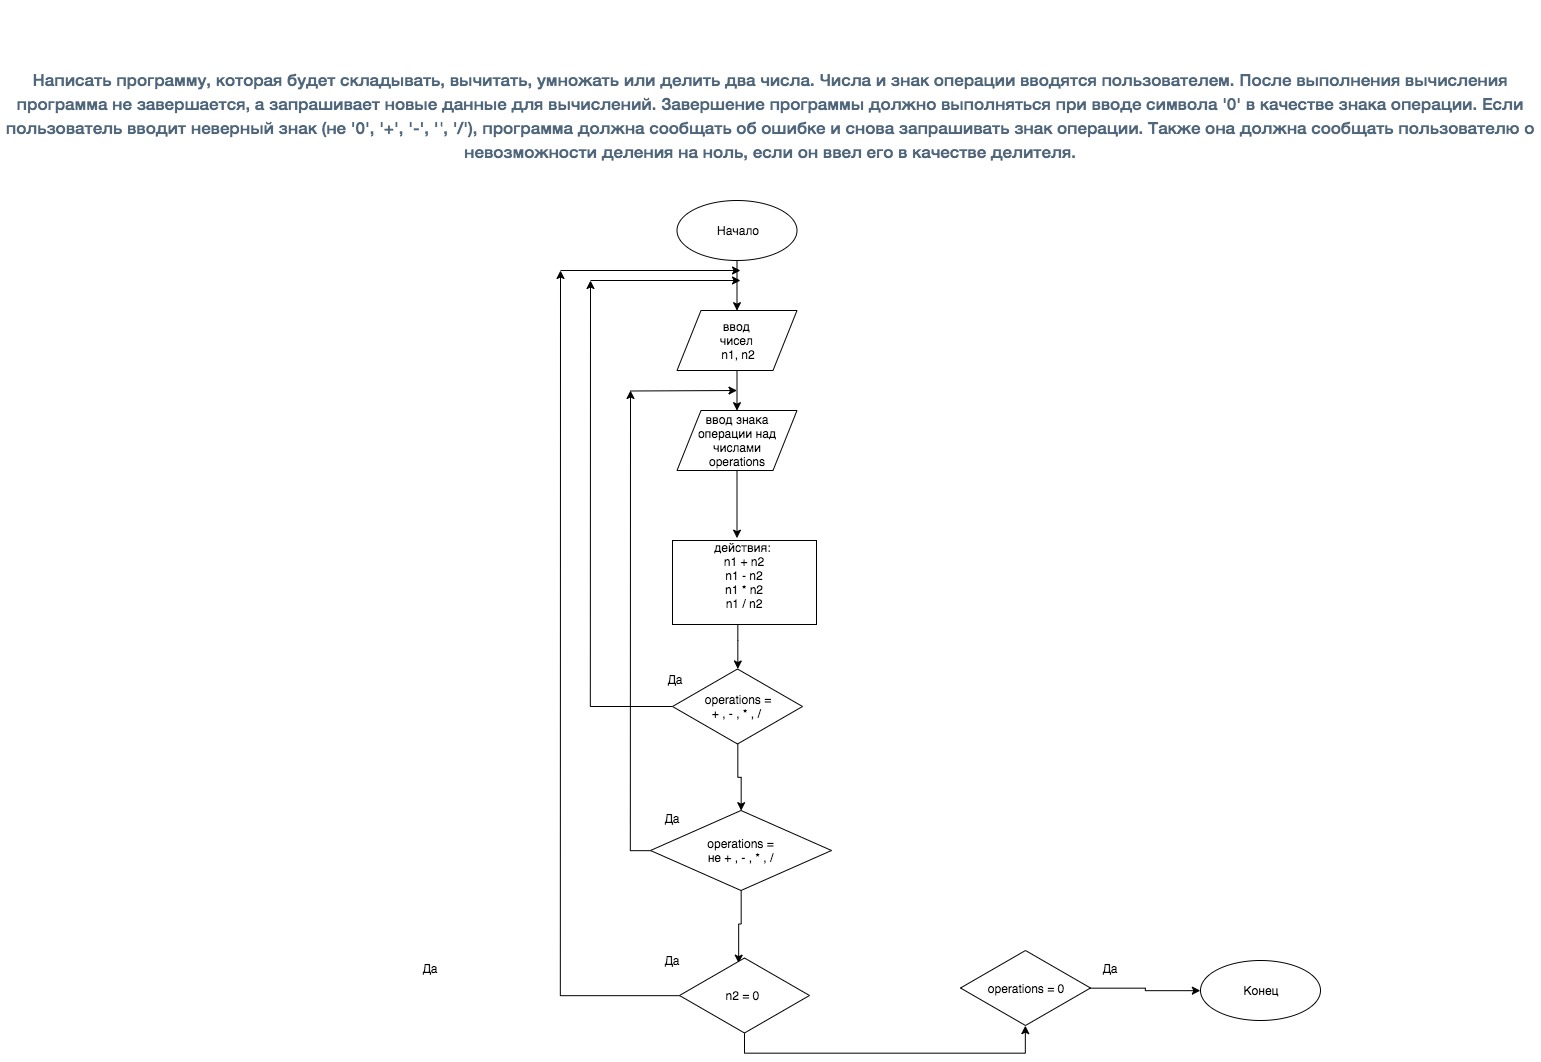 Написать программу, которая будет складывать, вычитать, умножать или делить два числа. Числа и знак операции вводятся пользователем. После выполнения вычисления
программа не завершается, а запрашивает новые данные для вычислений. Завершение программы должно выполняться при вводе символа '0' в качестве знака операции. Если
пользователь вводит неверный знак (не '0', '+', '-', '', '/'), программа должна сообщать об ошибке и снова запрашивать знак операции. Также она должна сообщать пользователю о
невозможности деления на ноль, если он ввел его в качестве делителя.
Начало
ввод
чисел
n1, n2
ввод знака
операции над
числами
operations
действия:
n1 + n2
n1 - n2
n1 * n2
n1 / n2
Да
operations =
+ , - , * , /
Да
operations =
не + , - , * , /
Да
Да
n2 = 0
operations = 0
Да
Конец